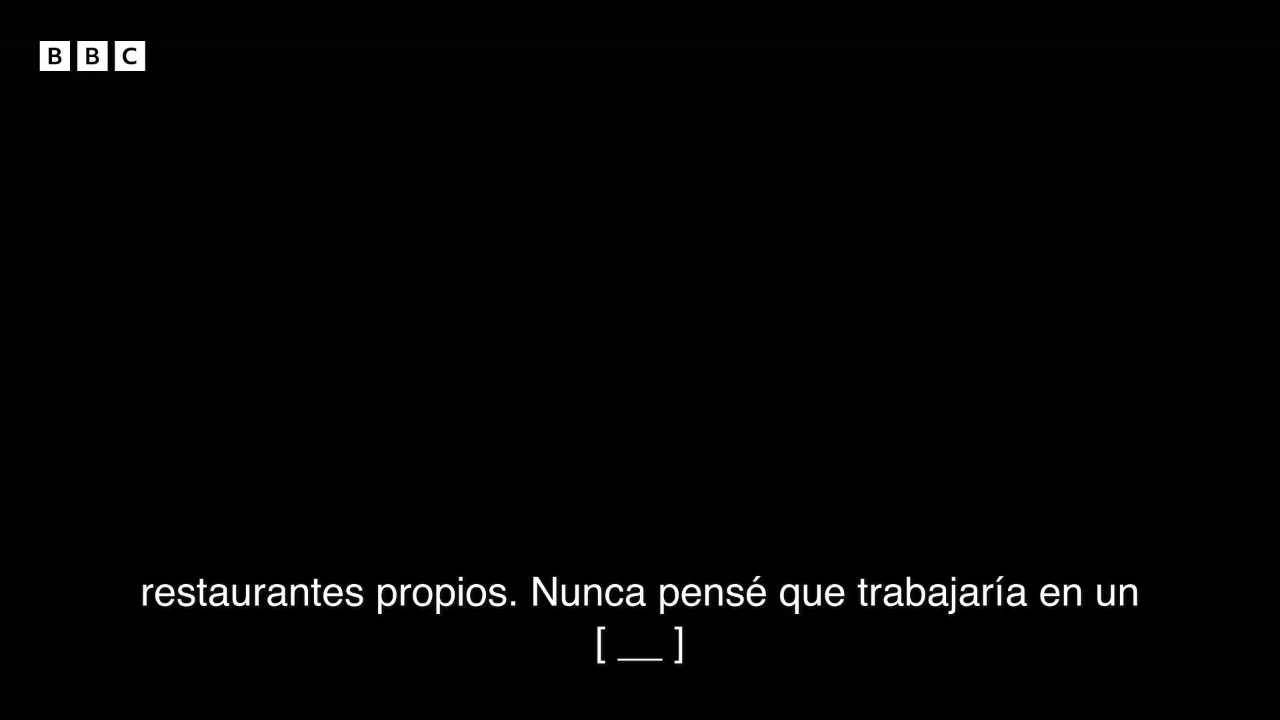 BBC
restaurantes propios. Nunca pensé que trabajaría en un
[ __ ]